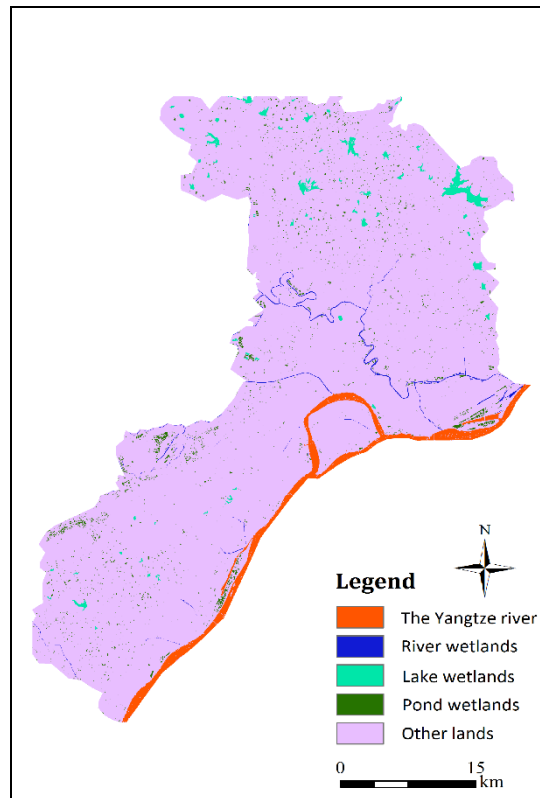 N
Legend
The Yangtze river
River wetlands
Lake wetlands
Pond wetlands
Other lands
0 15
km